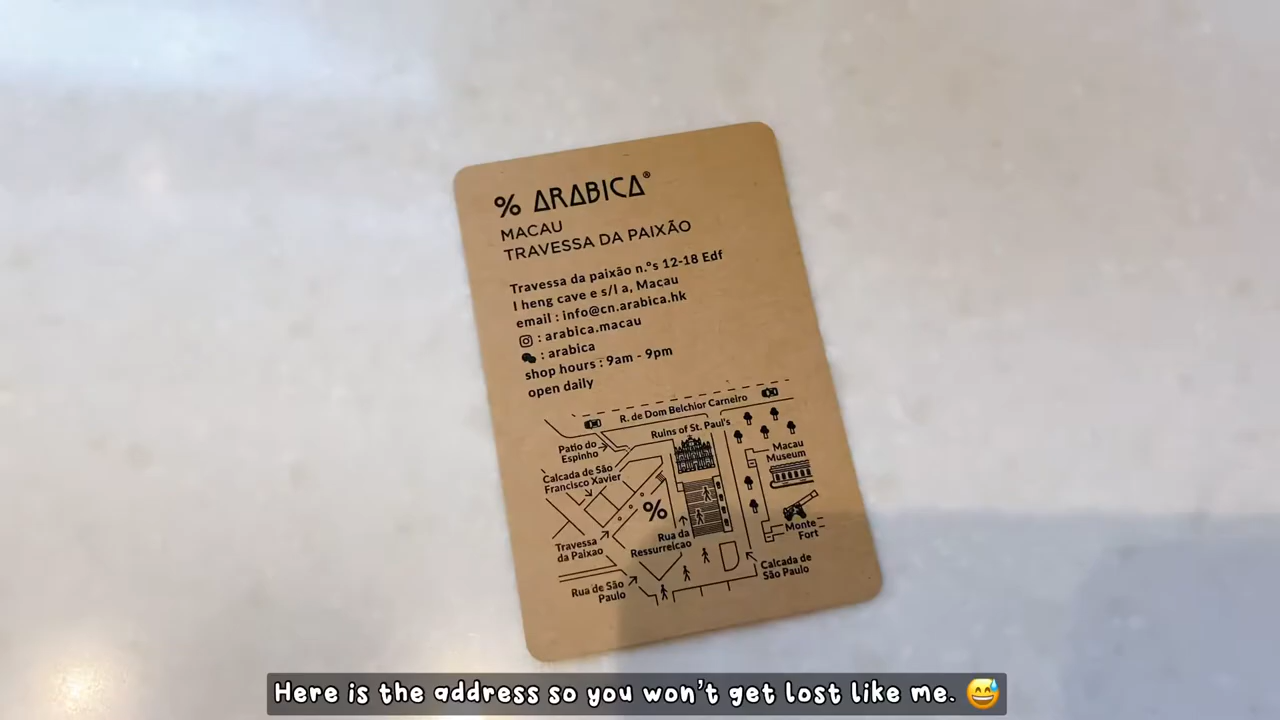 % ARABICA®
MACAU
TRAVESSA DA PAIXÃO
Travessa da paixão n.ºs 12-18 Edf
I heng cave e s/l a, Macau
email : info@cn.arabica.hk
: arabica.macau
: arabica
shop hours : 9am - 9pm
open daily
R. de Dom Belchior Carneiro
Ruins of St. Paul's
Patio do
Espinho
Macau
Museum
Calcada de São
Francisco Xavier
%
Monte
Fort
Travessa
da Paixao
Rua da
Ressurreicao
Calcada de
São Paulo
Rua de São
Paulo
Here is the address so you won't get lost like me. 😅